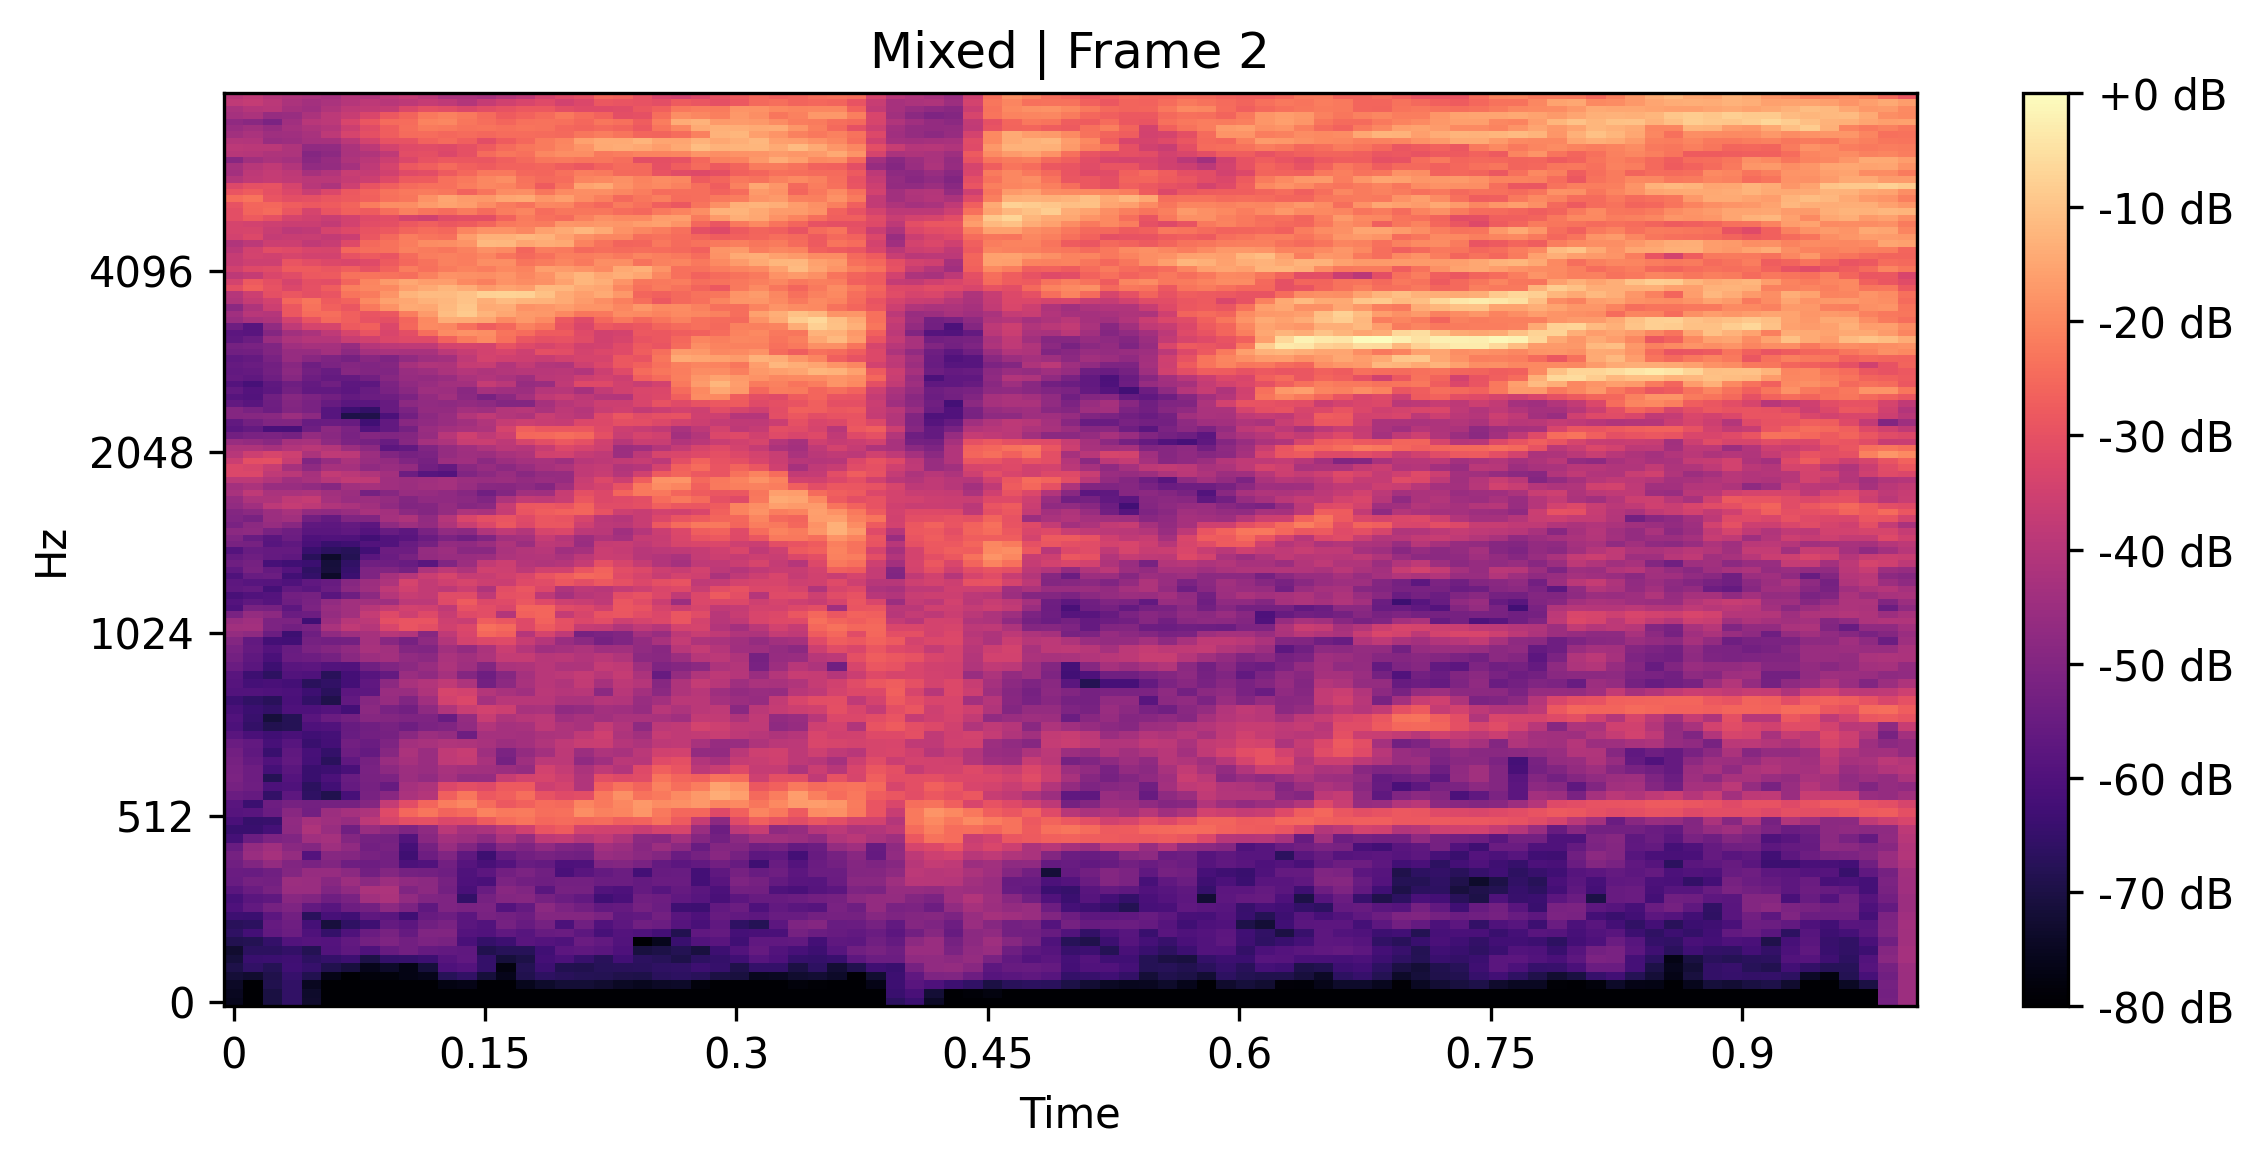 Mixed | Frame 2
Hz
4096
2048
1024
512
0
0 0.15 0.3 0.45 0.6 0.75 0.9
Time
+0 dB
-10 dB
-20 dB
-30 dB
-40 dB
-50 dB
-60 dB
-70 dB
-80 dB